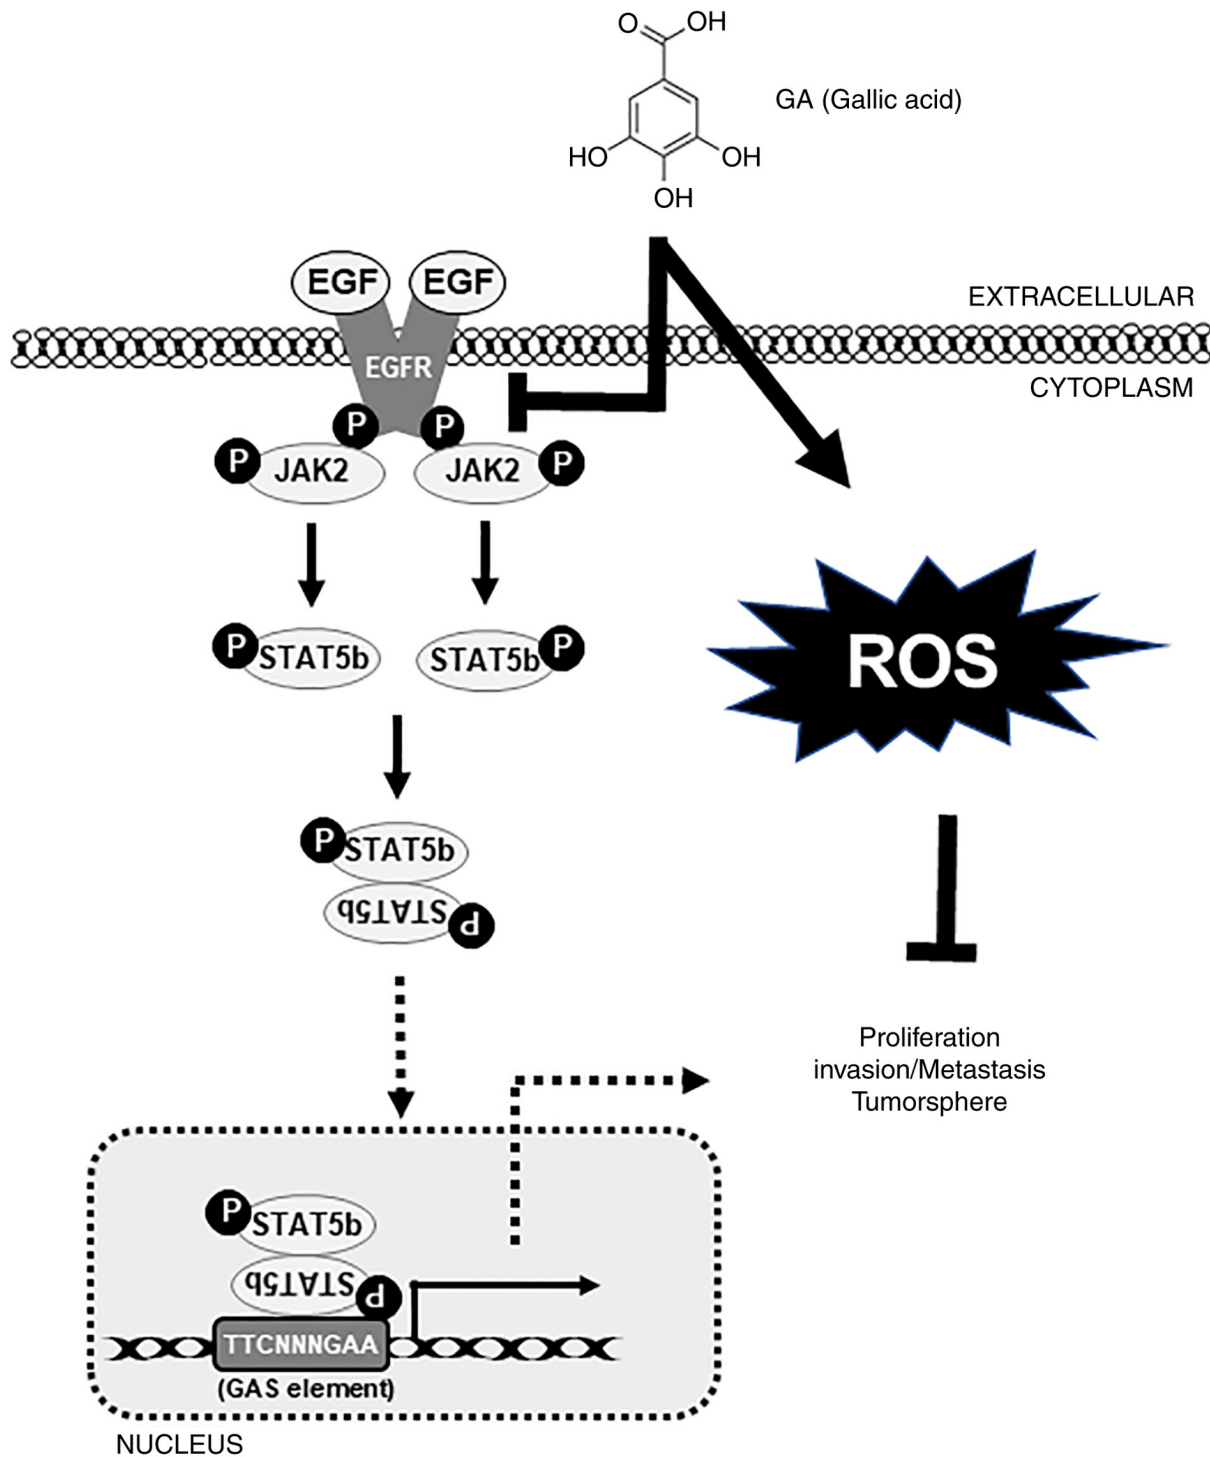 O OH
GA (Gallic acid)
HO OH
OH
EGF EGF
EXTRACELLULAR
EGFR
CYTOPLASM
P P
P JAK2 JAK2 P
P STAT5b STAT5b P
ROS
P STAT5b
STAT5b P
Proliferation
invasion/Metastasis
Tumorsphere
P STAT5b
STAT5b P
TTCNNNGAA
(GAS element)
NUCLEUS